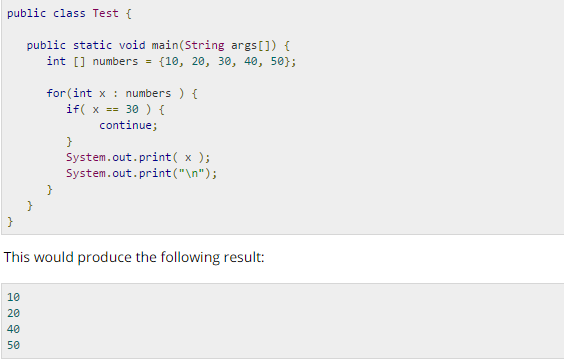 public class Test {
public static void main(String args[]) {
int [] numbers = {10, 20, 30, 40, 50};
for(int x : numbers ) {
if( x == 30 ) {
continue;
}
System.out.print( x );
System.out.print("\n");
}
}
}
This would produce the following result:
10
20
40
50